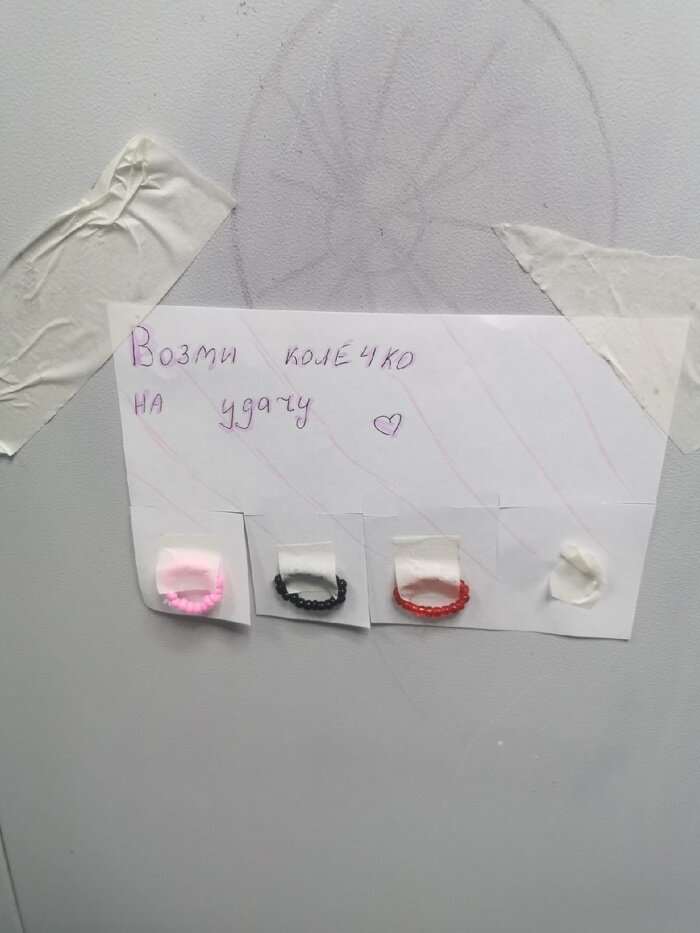 Возми колечко
на удачу ♡